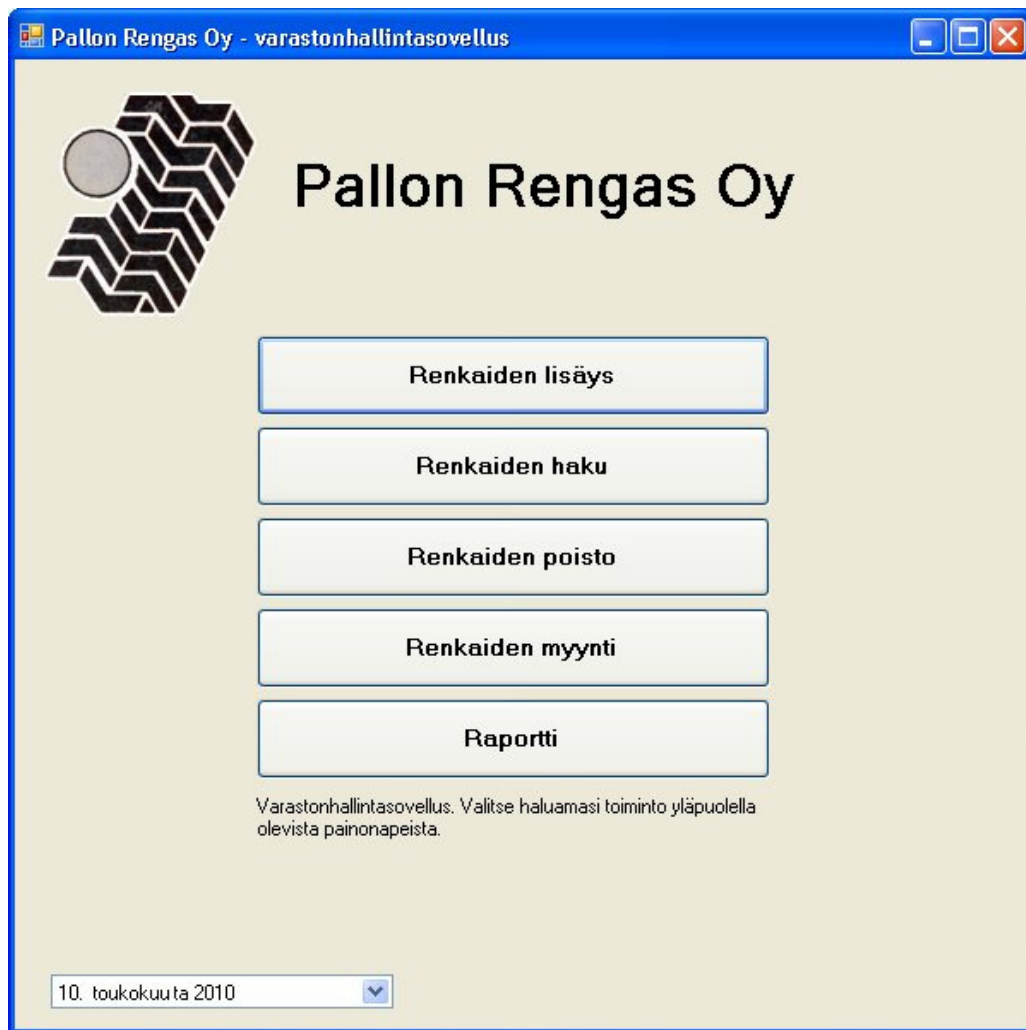 Pallon Rengas Oy - varastonhallintasovellus
Pallon Rengas Oy
Renkaiden lisäys
Renkaiden haku
Renkaiden poisto
Renkaiden myynti
Raportti
Varastonhallintasovellus. Valitse haluamasi toiminto yläpuolella
olevista painonapeista.
10. toukokuuta 2010